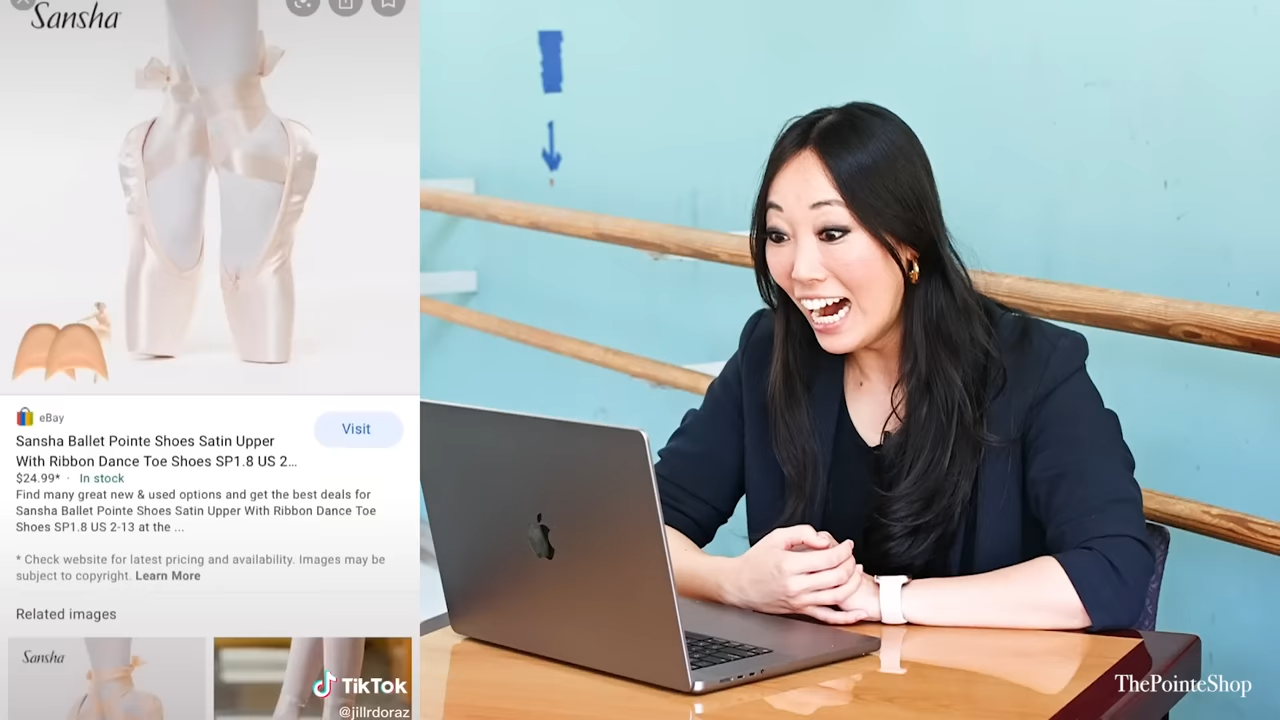 Sansha
eBay
Visit
Sansha Ballet Pointe Shoes Satin Upper
With Ribbon Dance Toe Shoes SP1.8 US 2...
$24.99* · In stock
Find many great new & used options and get the best deals for
Sansha Ballet Pointe Shoes Satin Upper With Ribbon Dance Toe
Shoes SP1.8 US 2-13 at the ...
* Check website for latest pricing and availability. Images may be
subject to copyright. Learn More
Related images
Sansha
TikTok
@jillrdoraz
ThePointeShop